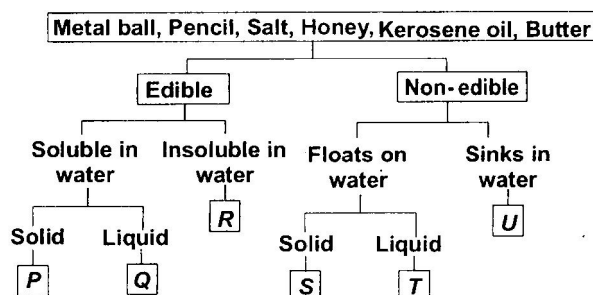 Metal ball, Pencil, Salt, Honey, Kerosene oil, Butter
Edible
Non-edible
Soluble in water
Insoluble in water
Floats on water
Sinks in water
R
U
Solid
Liquid
Solid
Liquid
P
Q
S
T